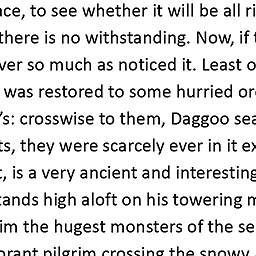 ace, to see whether it will be all ri
there is no withstanding. Now, if t
ver so much as noticed it. Least o
was restored to some hurried or
's: crosswise to them, Daggoo sea
ts, they were scarcely ever in it ex
, is a very ancient and interesting
tands high aloft on his towering m
im the hugest monsters of the se
orant pilgrim crossing the snowy